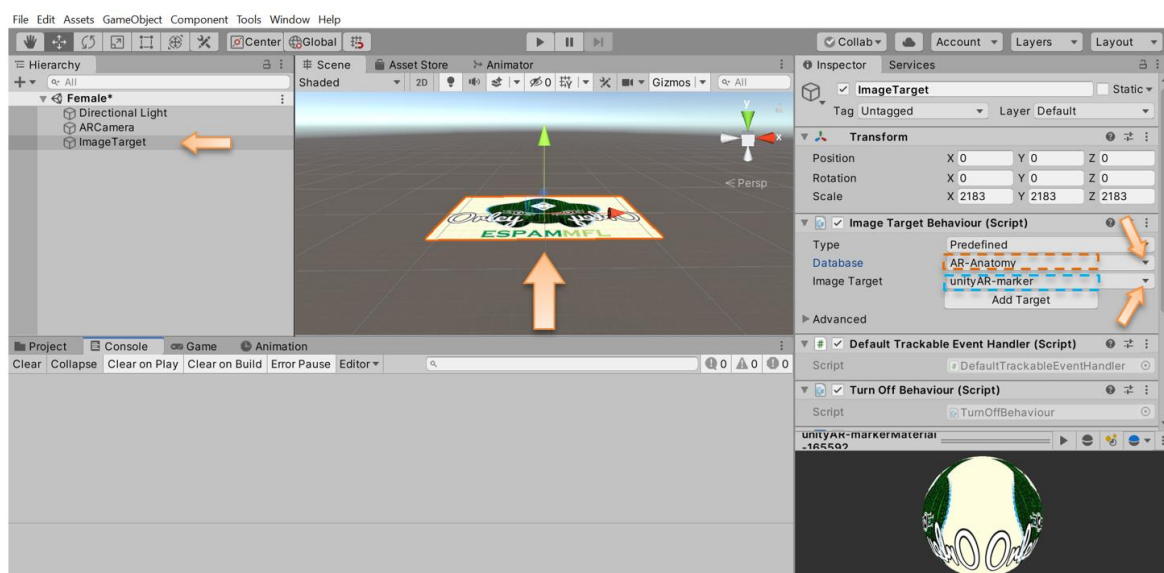 File Edit Assets GameObject Component Tools Window Help
Center Global Collab Account Layers Layout
Hierarchy Scene Asset Store Animator Inspector Services
All Shaded 2D 0 Gizmos All ImageTarget Static
Female*
Directional Light
ARCamera
ImageTarget
y
x
Persp
Orley Orley
ESPAMMFL
Tag Untagged Layer Default
Transform
Position X 0 Y 0 Z 0
Rotation X 0 Y 0 Z 0
Scale X 2183 Y 2183 Z 2183
Image Target Behaviour (Script)
Type Predefined
Database AR-Anatomy
Image Target unityAR-marker
Add Target
Advanced
Project Console Game Animation
Clear Collapse Clear on Play Clear on Build Error Pause Editor 0 0 0
Default Trackable Event Handler (Script)
Script DefaultTrackableEventHandler
Turn Off Behaviour (Script)
Script TurnOffBehaviour
unityAR-markerMaterial
-165592